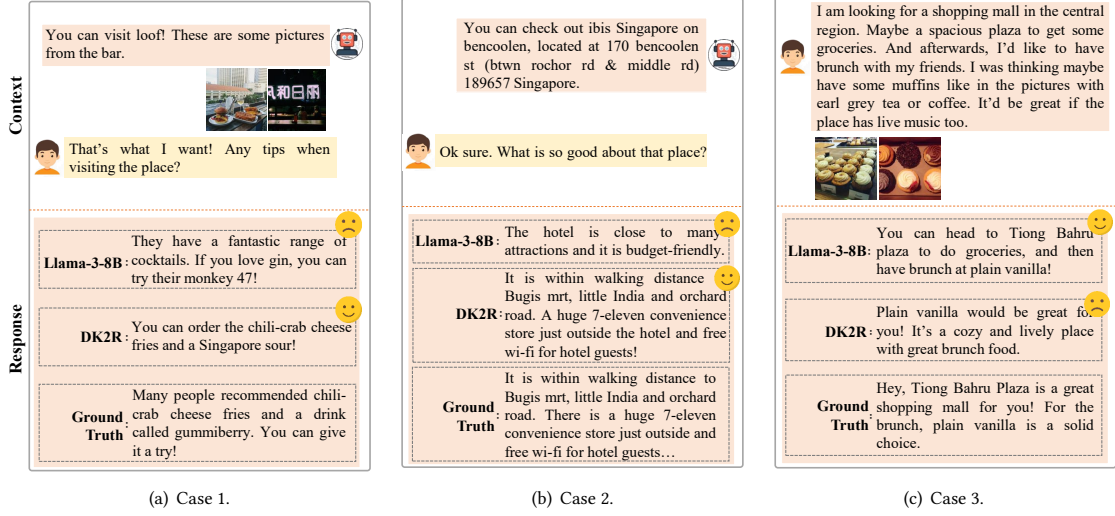 Context
You can visit loof! These are some pictures
from the bar.
风和日丽
That's what I want! Any tips when
visiting the place?
Response
Llama-3-8B:
They have a fantastic range of
cocktails. If you love gin, you can
try their monkey 47!
DK2R:
You can order the chili-crab cheese
fries and a Singapore sour!
Ground
Truth:
Many people recommended chili-
crab cheese fries and a drink
called gummiberry. You can give
it a try!
(a) Case 1.
You can check out ibis Singapore on
bencoolen, located at 170 bencoolen
st (btwn rochor rd & middle rd)
189657 Singapore.
Ok sure. What is so good about that place?
Llama-3-8B:
The hotel is close to many
attractions and it is budget-friendly.
DK2R:
It is within walking distance
Bugis mrt, little India and orchard
road. A huge 7-eleven convenience
store just outside the hotel and free
wi-fi for hotel guests!
Ground
Truth:
It is within walking distance to
Bugis mrt, little India and orchard
road. There is a huge 7-eleven
convenience store just outside and
free wi-fi for hotel guests…
(b) Case 2.
I am looking for a shopping mall in the central
region. Maybe a spacious plaza to get some
groceries. And afterwards, I'd like to have
brunch with my friends. I was thinking maybe
have some muffins like in the pictures with
earl grey tea or coffee. It'd be great if the
place has live music too.
Llama-3-8B:
You can head to Tiong Bahru
plaza to do groceries, and then
have brunch at plain vanilla!
DK2R:
Plain vanilla would be great for
you! It's a cozy and lively place
with great brunch food.
Ground
Truth:
Hey, Tiong Bahru Plaza is a great
shopping mall for you! For the
brunch, plain vanilla is a solid
choice.
(c) Case 3.